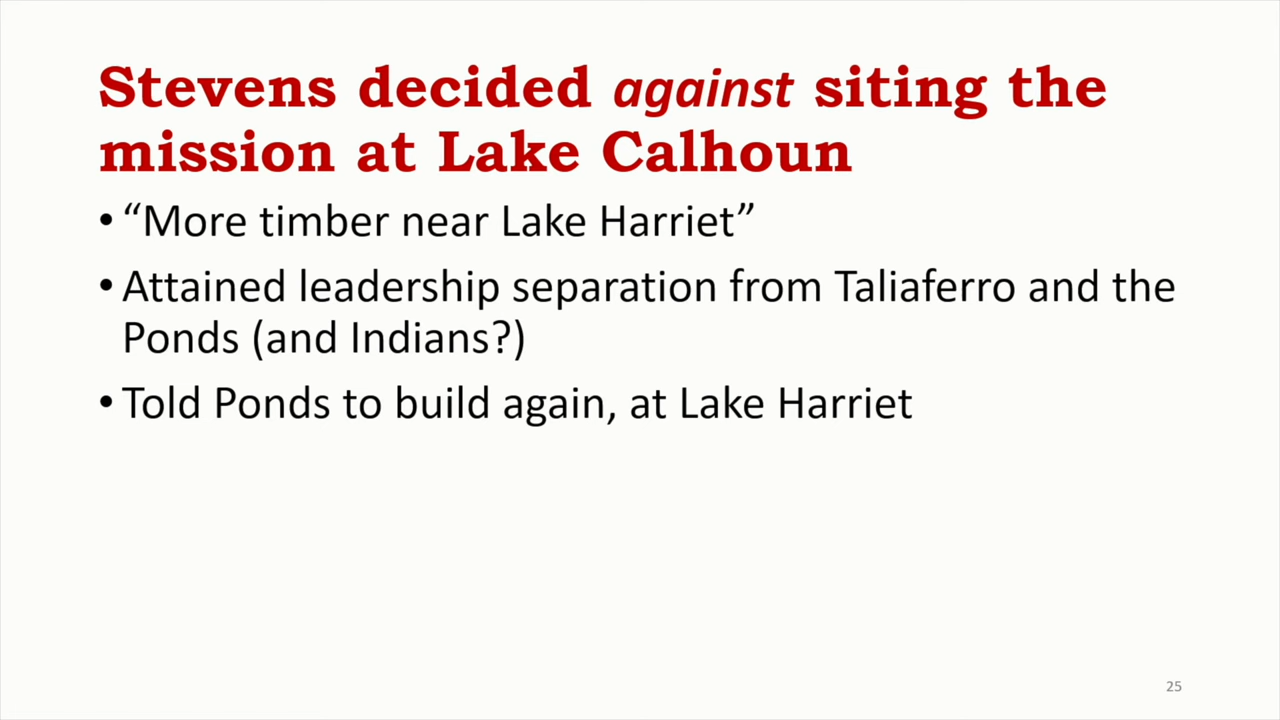 Stevens decided against siting the
mission at Lake Calhoun
• “More timber near Lake Harriet”
• Attained leadership separation from Taliaferro and the
Ponds (and Indians?)
• Told Ponds to build again, at Lake Harriet
25